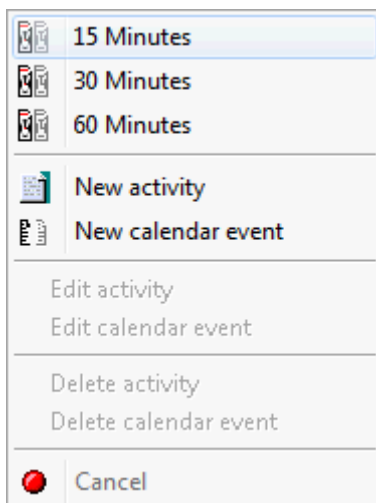 15 Minutes
30 Minutes
60 Minutes
New activity
New calendar event
Edit activity
Edit calendar event
Delete activity
Delete calendar event
Cancel